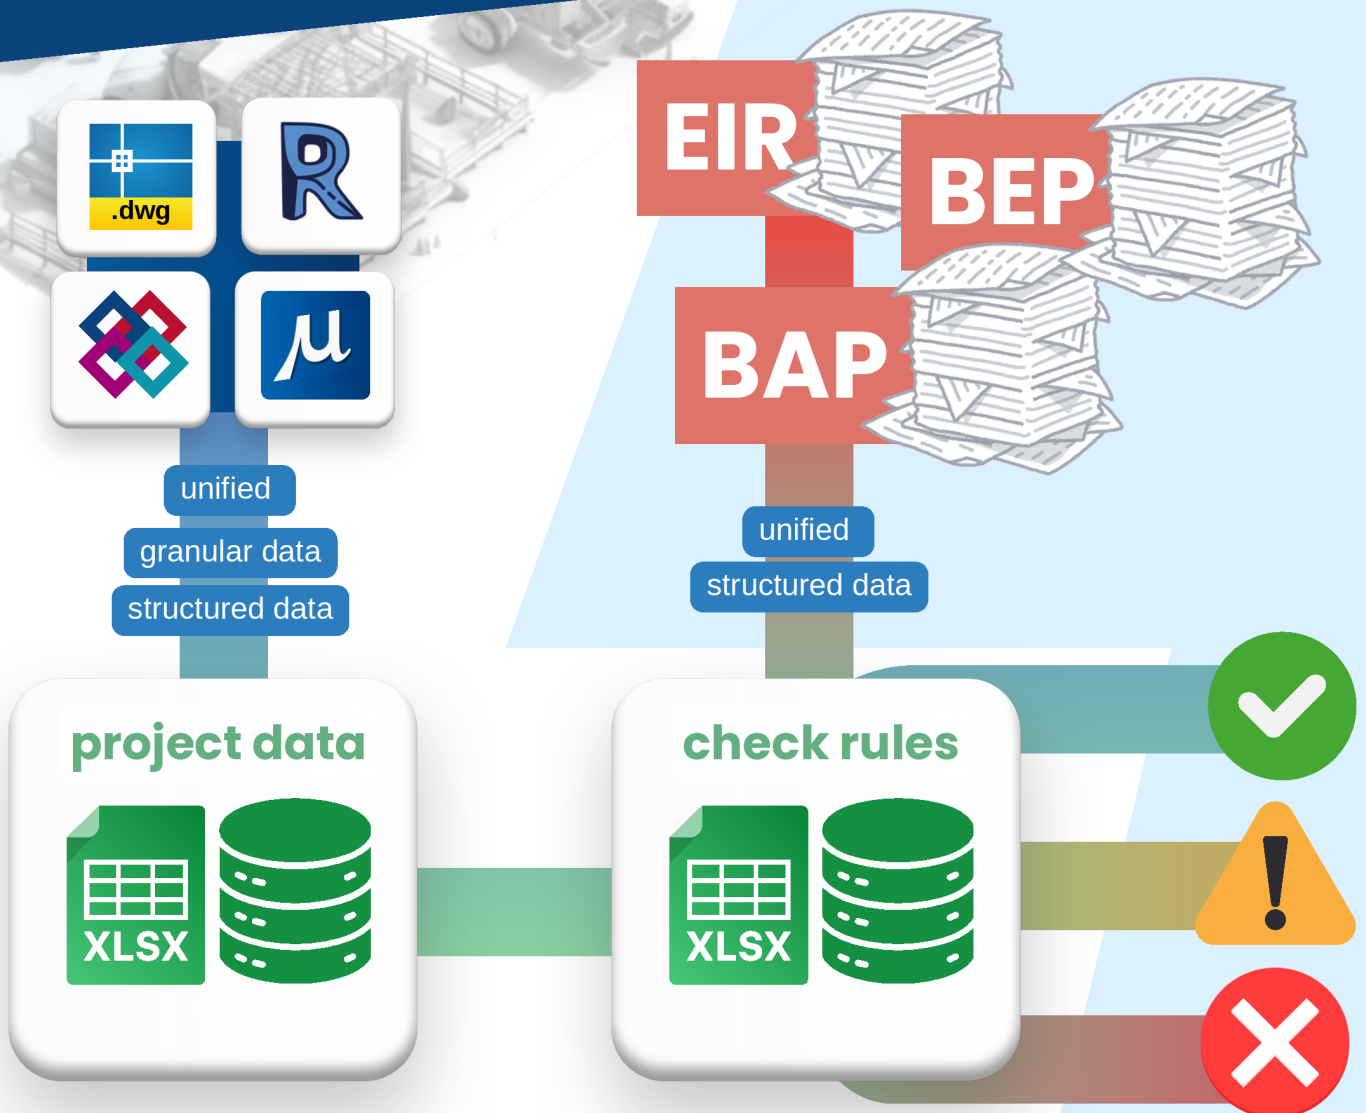 .dwg
R
μ
unified
granular data
structured data
project data
XLSX
EIR
BEP
BAP
unified
structured data
check rules
XLSX